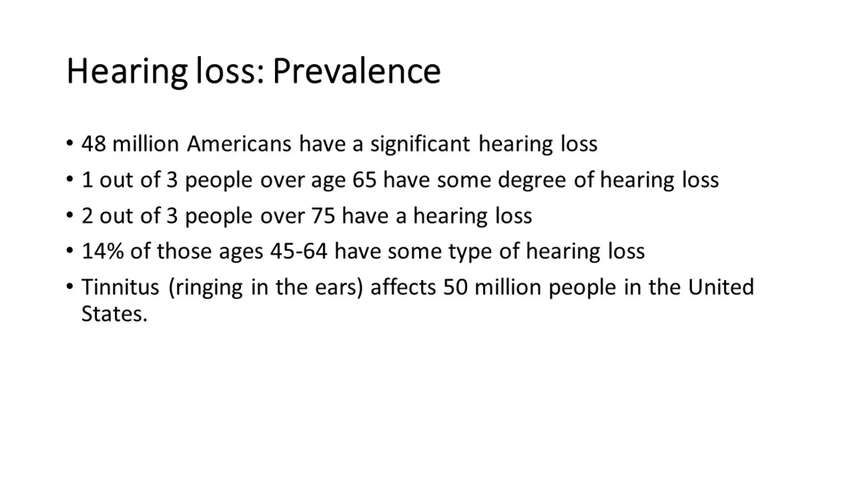 Hearing loss: Prevalence
• 48 million Americans have a significant hearing loss
• 1 out of 3 people over age 65 have some degree of hearing loss
• 2 out of 3 people over 75 have a hearing loss
• 14% of those ages 45-64 have some type of hearing loss
• Tinnitus (ringing in the ears) affects 50 million people in the United
States.